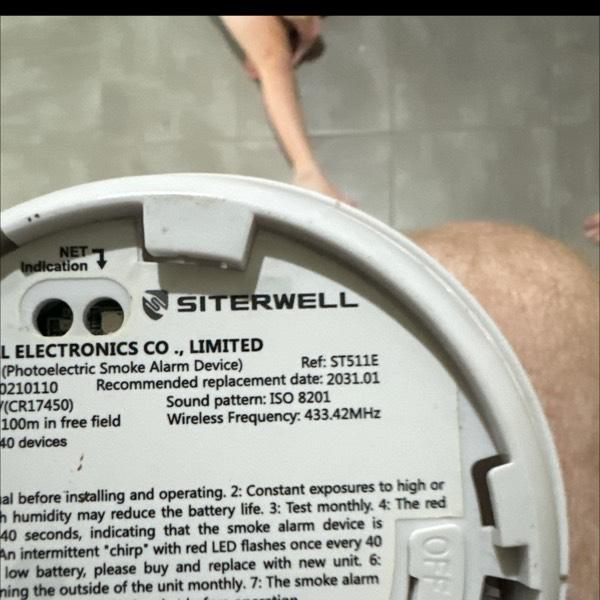 NET
Indication
SITERWELL
L ELECTRONICS CO ., LIMITED
(Photoelectric Smoke Alarm Device) Ref: ST511E
0210110 Recommended replacement date: 2031.01
/(CR17450) Sound pattern: ISO 8201
100m in free field Wireless Frequency: 433.42MHz
40 devices
al before installing and operating. 2: Constant exposures to high or
h humidity may reduce the battery life. 3: Test monthly. 4: The red
40 seconds, indicating that the smoke alarm device is
An intermittent "chirp" with red LED flashes once every 40
low battery, please buy and replace with new unit. 6:
ning the outside of the unit monthly. 7: The smoke alarm
OFF